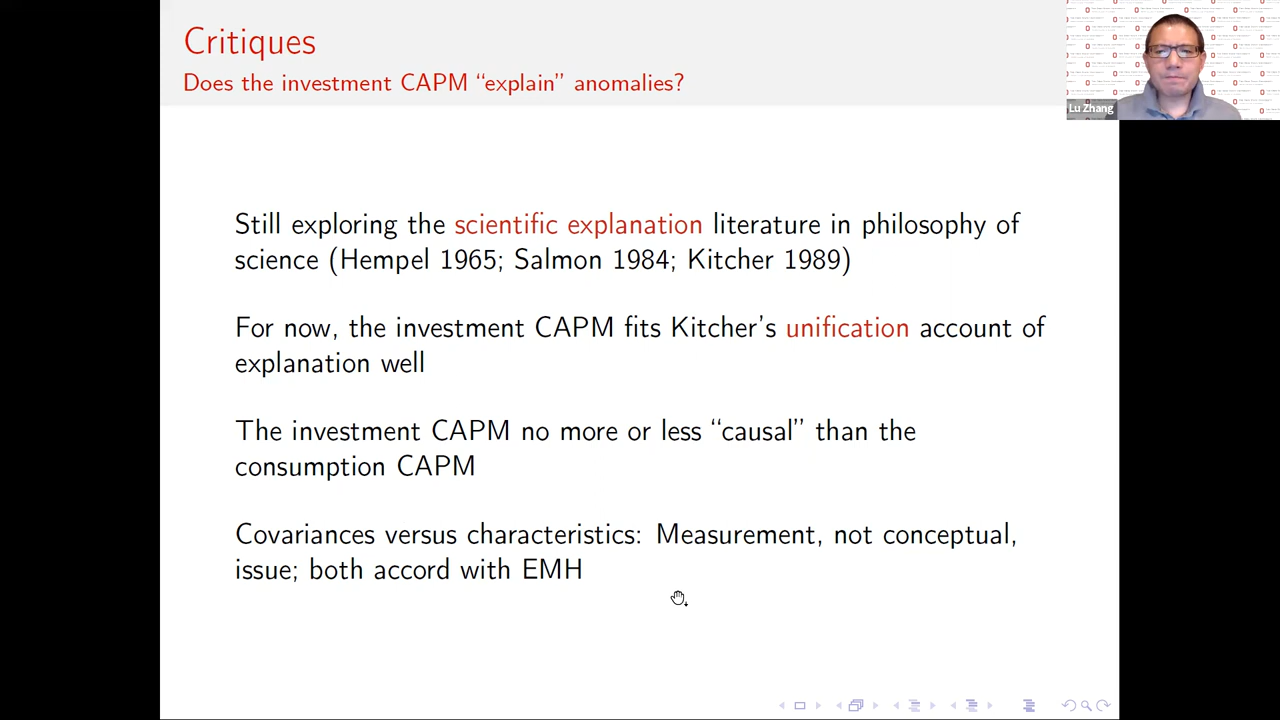 Critiques
Does the investment CAPM “explain” anomalies?
Lu Zhang
Still exploring the scientific explanation literature in philosophy of
science (Hempel 1965; Salmon 1984; Kitcher 1989)
For now, the investment CAPM fits Kitcher’s unification account of
explanation well
The investment CAPM no more or less “causal” than the
consumption CAPM
Covariances versus characteristics: Measurement, not conceptual,
issue; both accord with EMH